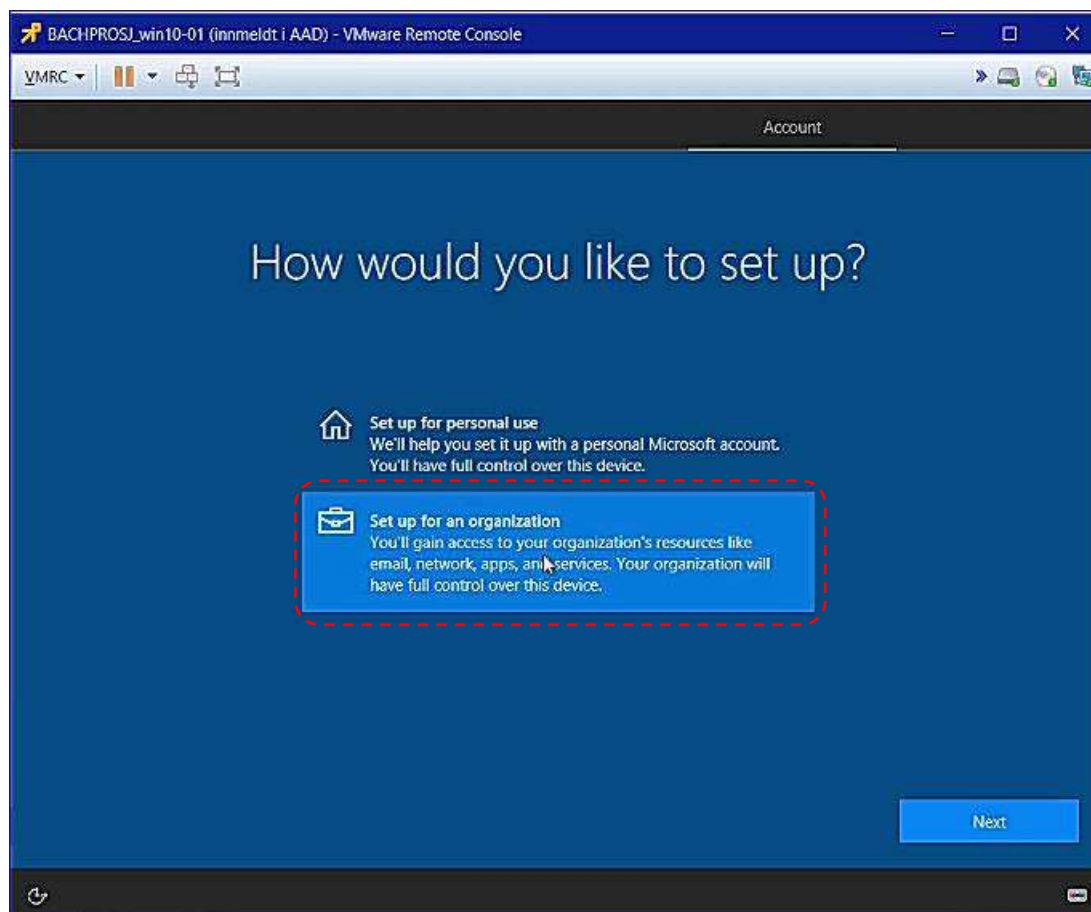 BACHPROSJ_win10-01 (innmeldt i AAD) - VMware Remote Console
VMRC
Account
How would you like to set up?
Set up for personal use
We'll help you set it up with a personal Microsoft account.
You'll have full control over this device.
Set up for an organization
You'll gain access to your organization's resources like
email, network, apps, and services. Your organization will
have full control over this device.
Next